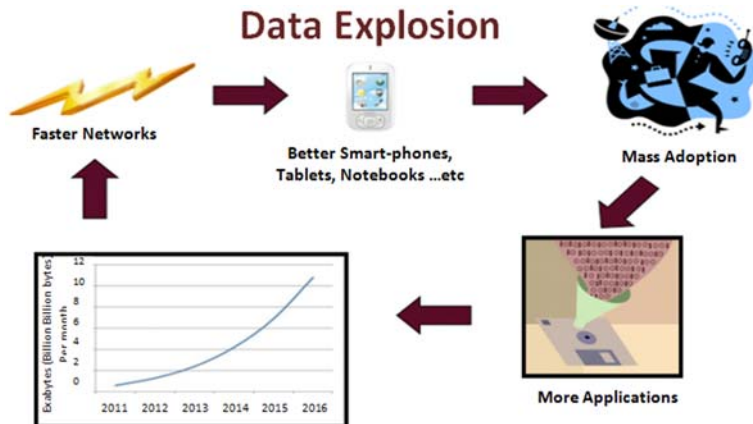 Data Explosion
Faster Networks
Better Smart-phones,
Tablets, Notebooks ...etc
Mass Adoption
More Applications
Exabytes (Billion Billion bytes)
Per month
12
10
8
6
4
2
0
2011 2012 2013 2014 2015 2016